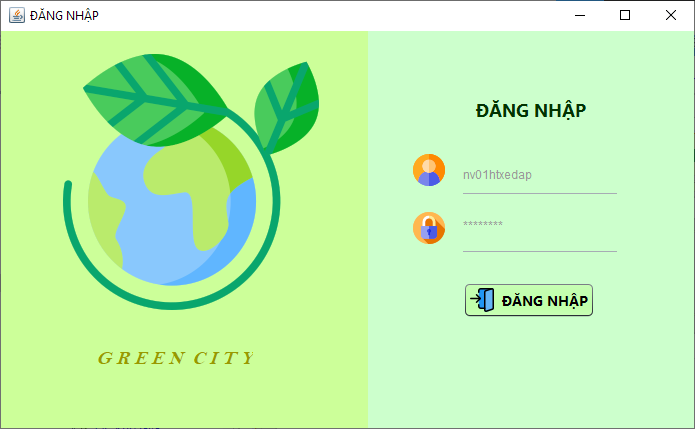 ĐĂNG NHẬP
GREEN CITY
ĐĂNG NHẬP
nv01htxedap
********
ĐĂNG NHẬP